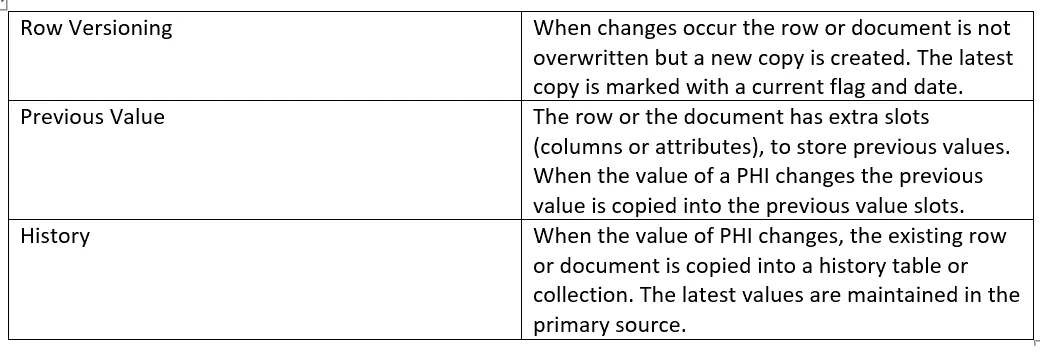 Row Versioning
When changes occur the row or document is not
overwritten but a new copy is created. The latest
copy is marked with a current flag and date.
Previous Value
The row or the document has extra slots
(columns or attributes), to store previous values.
When the value of a PHI changes the previous
value is copied into the previous value slots.
History
When the value of PHI changes, the existing row
or document is copied into a history table or
collection. The latest values are maintained in the
primary source.